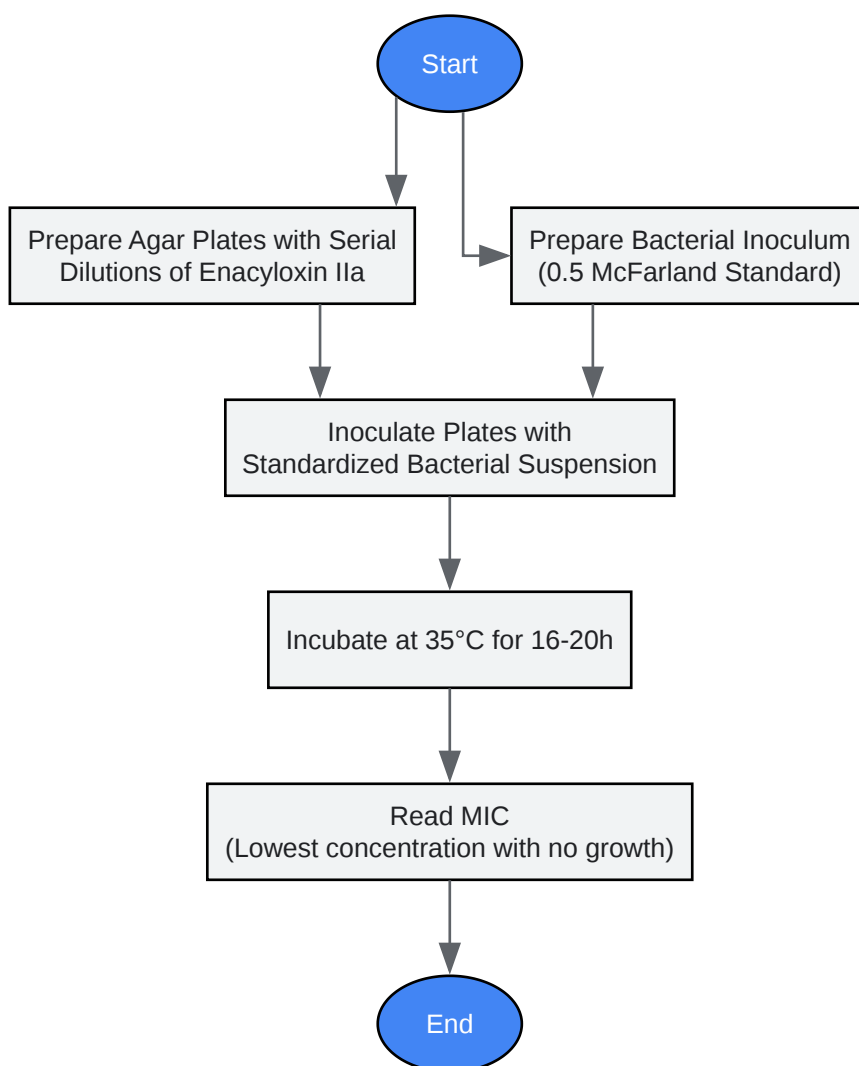 Start
Prepare Agar Plates with Serial
Dilutions of Enacyloxin IIa
Prepare Bacterial Inoculum
(0.5 McFarland Standard)
Inoculate Plates with
Standardized Bacterial Suspension
Incubate at 35°C for 16-20h
Read MIC
(Lowest concentration with no growth)
End